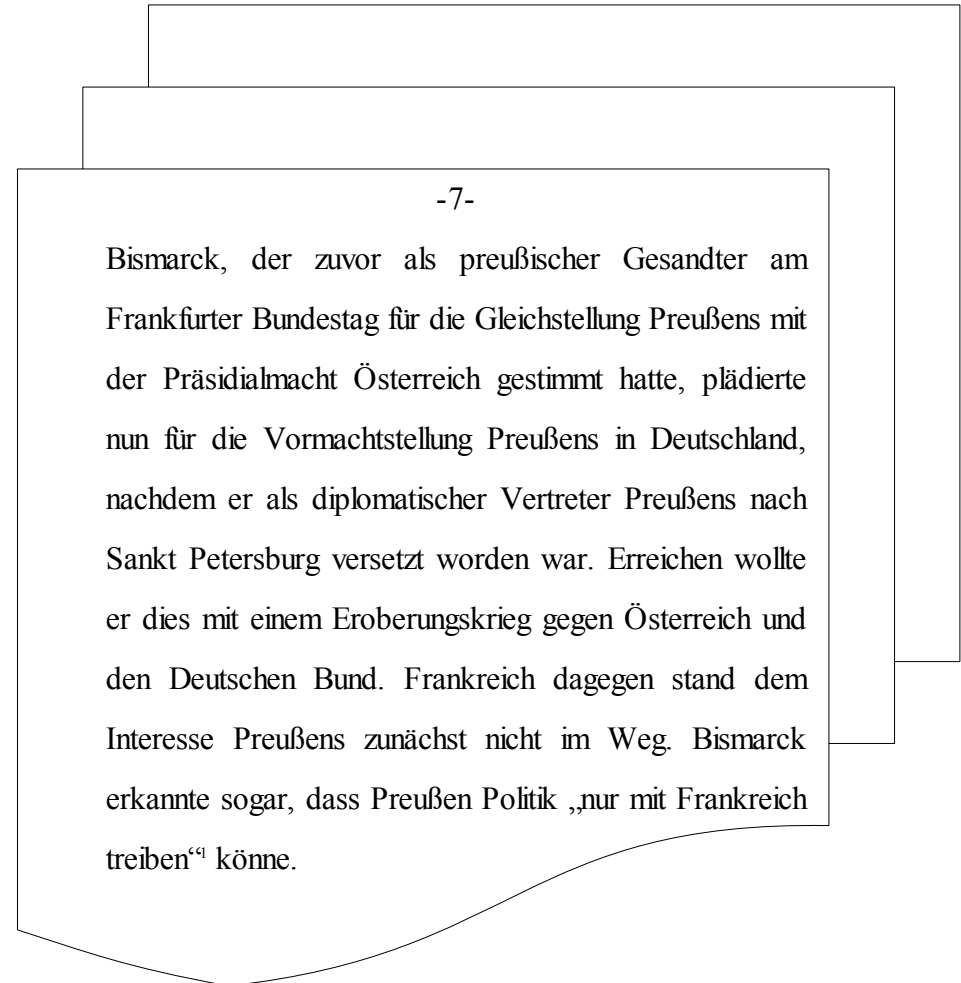 -7-
Bismarck, der zuvor als preußischer Gesandter am
Frankfurter Bundestag für die Gleichstellung Preußens mit
der Präsidialmacht Österreich gestimmt hatte, plädierte
nun für die Vormachtstellung Preußens in Deutschland,
nachdem er als diplomatischer Vertreter Preußens nach
Sankt Petersburg versetzt worden war. Erreichen wollte
er dies mit einem Eroberungskrieg gegen Österreich und
den Deutschen Bund. Frankreich dagegen stand dem
Interesse Preußens zunächst nicht im Weg. Bismarck
erkannte sogar, dass Preußen Politik „nur mit Frankreich
treiben“¹ könne.